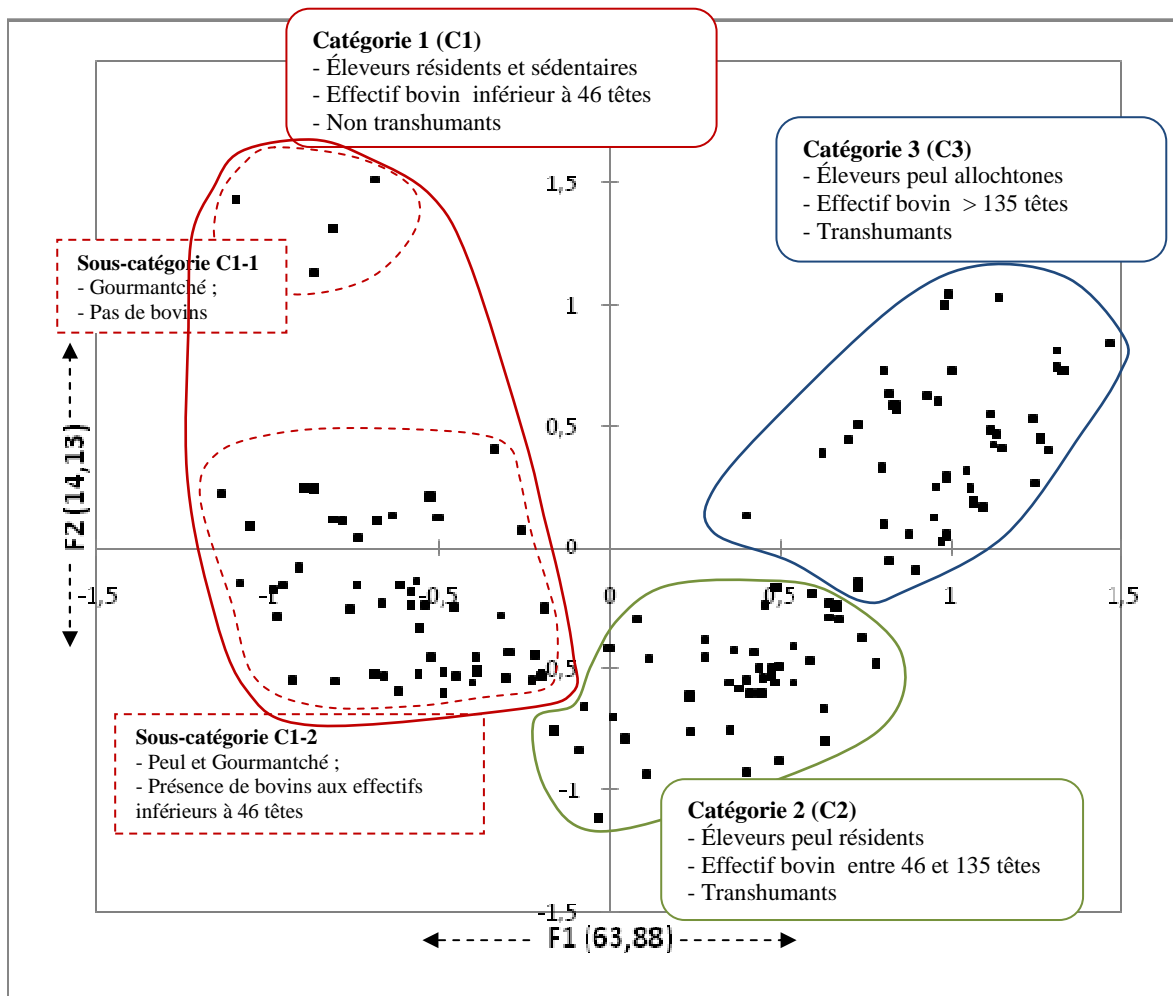 Catégorie 1 (C1)
- Éleveurs résidents et sédentaires
- Effectif bovin inférieur à 46 têtes
- Non transhumants
Catégorie 3 (C3)
- Éleveurs peul allochtones
- Effectif bovin > 135 têtes
- Transhumants
Sous-catégorie C1-1
- Gourmantché ;
- Pas de bovins
1,5
1
0,5
0
-1,5
-1
-0,5
0,5
1
1,5
-0,5
-1
-1,5
F2 (14,13)
Sous-catégorie C1-2
- Peul et Gourmantché ;
- Présence de bovins aux effectifs
inférieurs à 46 têtes
Catégorie 2 (C2)
- Éleveurs peul résidents
- Effectif bovin entre 46 et 135 têtes
- Transhumants
F1 (63,88)